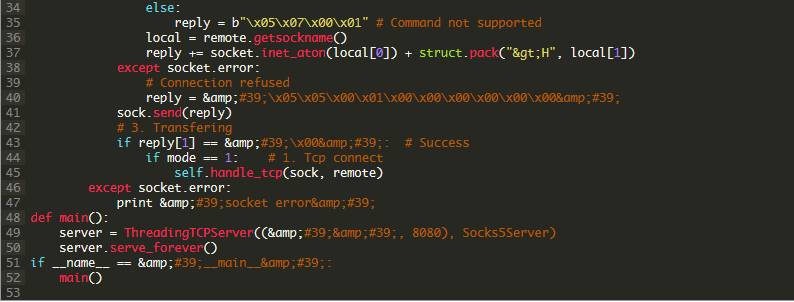 34 else:
35 reply = b"\x05\x07\x00\x01" # Command not supported
36 local = remote.getsockname()
37 reply += socket.inet_aton(local[0]) + struct.pack("&gt;H", local[1])
38 except socket.error:
39 # Connection refused
40 reply = &amp;#39;\x05\x05\x00\x01\x00\x00\x00\x00\x00\x00&amp;#39;
41 sock.send(reply)
42 # 3. Transfering
43 if reply[1] == &amp;#39;\x00&amp;#39;: # Success
44 if mode == 1: # 1. Tcp connect
45 self.handle_tcp(sock, remote)
46 except socket.error:
47 print &amp;#39;socket error&amp;#39;
48 def main():
49 server = ThreadingTCPServer((&amp;#39;&amp;#39;, 8080), Socks5Server)
50 server.serve_forever()
51 if __name__ == &amp;#39;__main__&amp;#39;:
52 main()
53